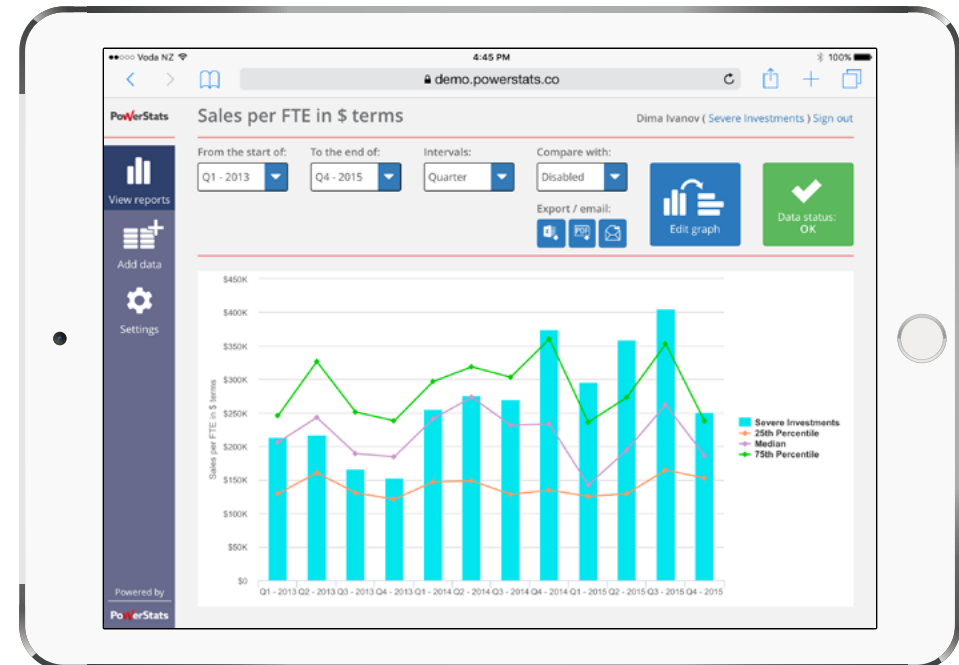 ●●○○○ Voda NZ 4:45 PM 100%
demo.powerstats.co
PowerStats
Sales per FTE in $ terms
Dima Ivanov ( Severe Investments ) Sign out
From the start of: To the end of: Intervals: Compare with:
Q1 - 2013 Q4 - 2015 Quarter Disabled
View reports
Export / email:
PDF
Edit graph
Data status:
OK
Add data
Settings
$450K
$400K
$350K
$300K
$250K
$200K
$150K
$100K
$50K
$0
Sales per FTE in $ terms
Q1 - 2013 Q2 - 2013 Q3 - 2013 Q4 - 2013 Q1 - 2014 Q2 - 2014 Q3 - 2014 Q4 - 2014 Q1 - 2015 Q2 - 2015 Q3 - 2015 Q4 - 2015
Severe Investments
25th Percentile
Median
75th Percentile
Powered by
PowerStats